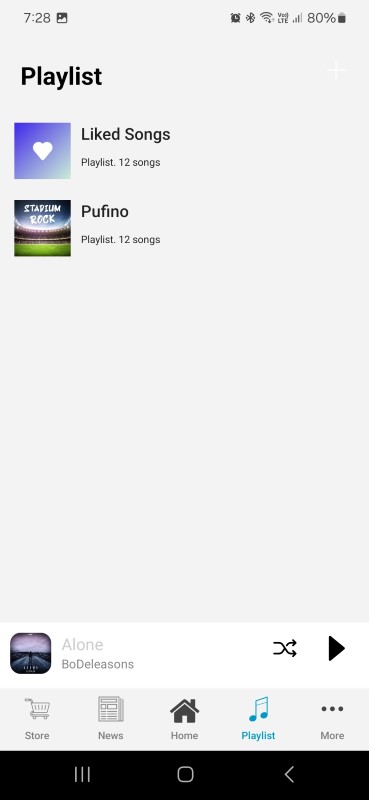 7:28
Vo)) LTE 80%
Playlist
Liked Songs
Playlist. 12 songs
STADIUM
ROCK
Pufino
Playlist. 12 songs
Alone
BoDeleasons
Store
News
Home
Playlist
More